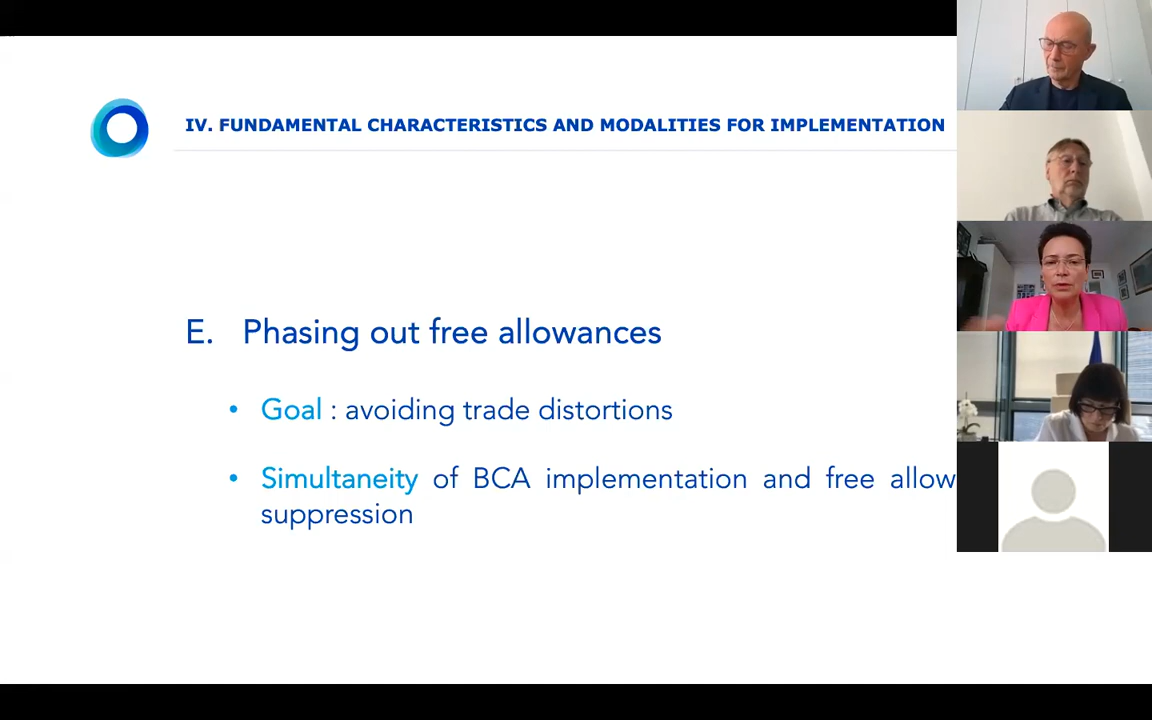 IV. FUNDAMENTAL CHARACTERISTICS AND MODALITIES FOR IMPLEMENTATION
E. Phasing out free allowances
• Goal : avoiding trade distortions
• Simultaneity of BCA implementation and free allow
suppression